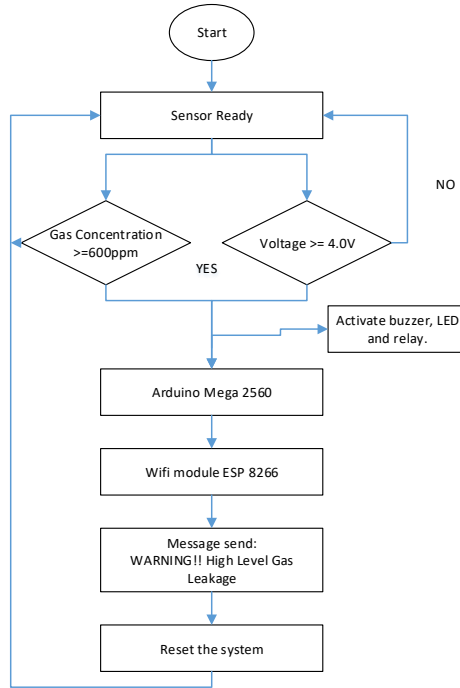 Start
Sensor Ready
NO
Gas Concentration
>=600ppm
Voltage >= 4.0V
YES
Activate buzzer, LED
and relay.
Arduino Mega 2560
Wifi module ESP 8266
Message send:
WARNING!! High Level Gas
Leakage
Reset the system